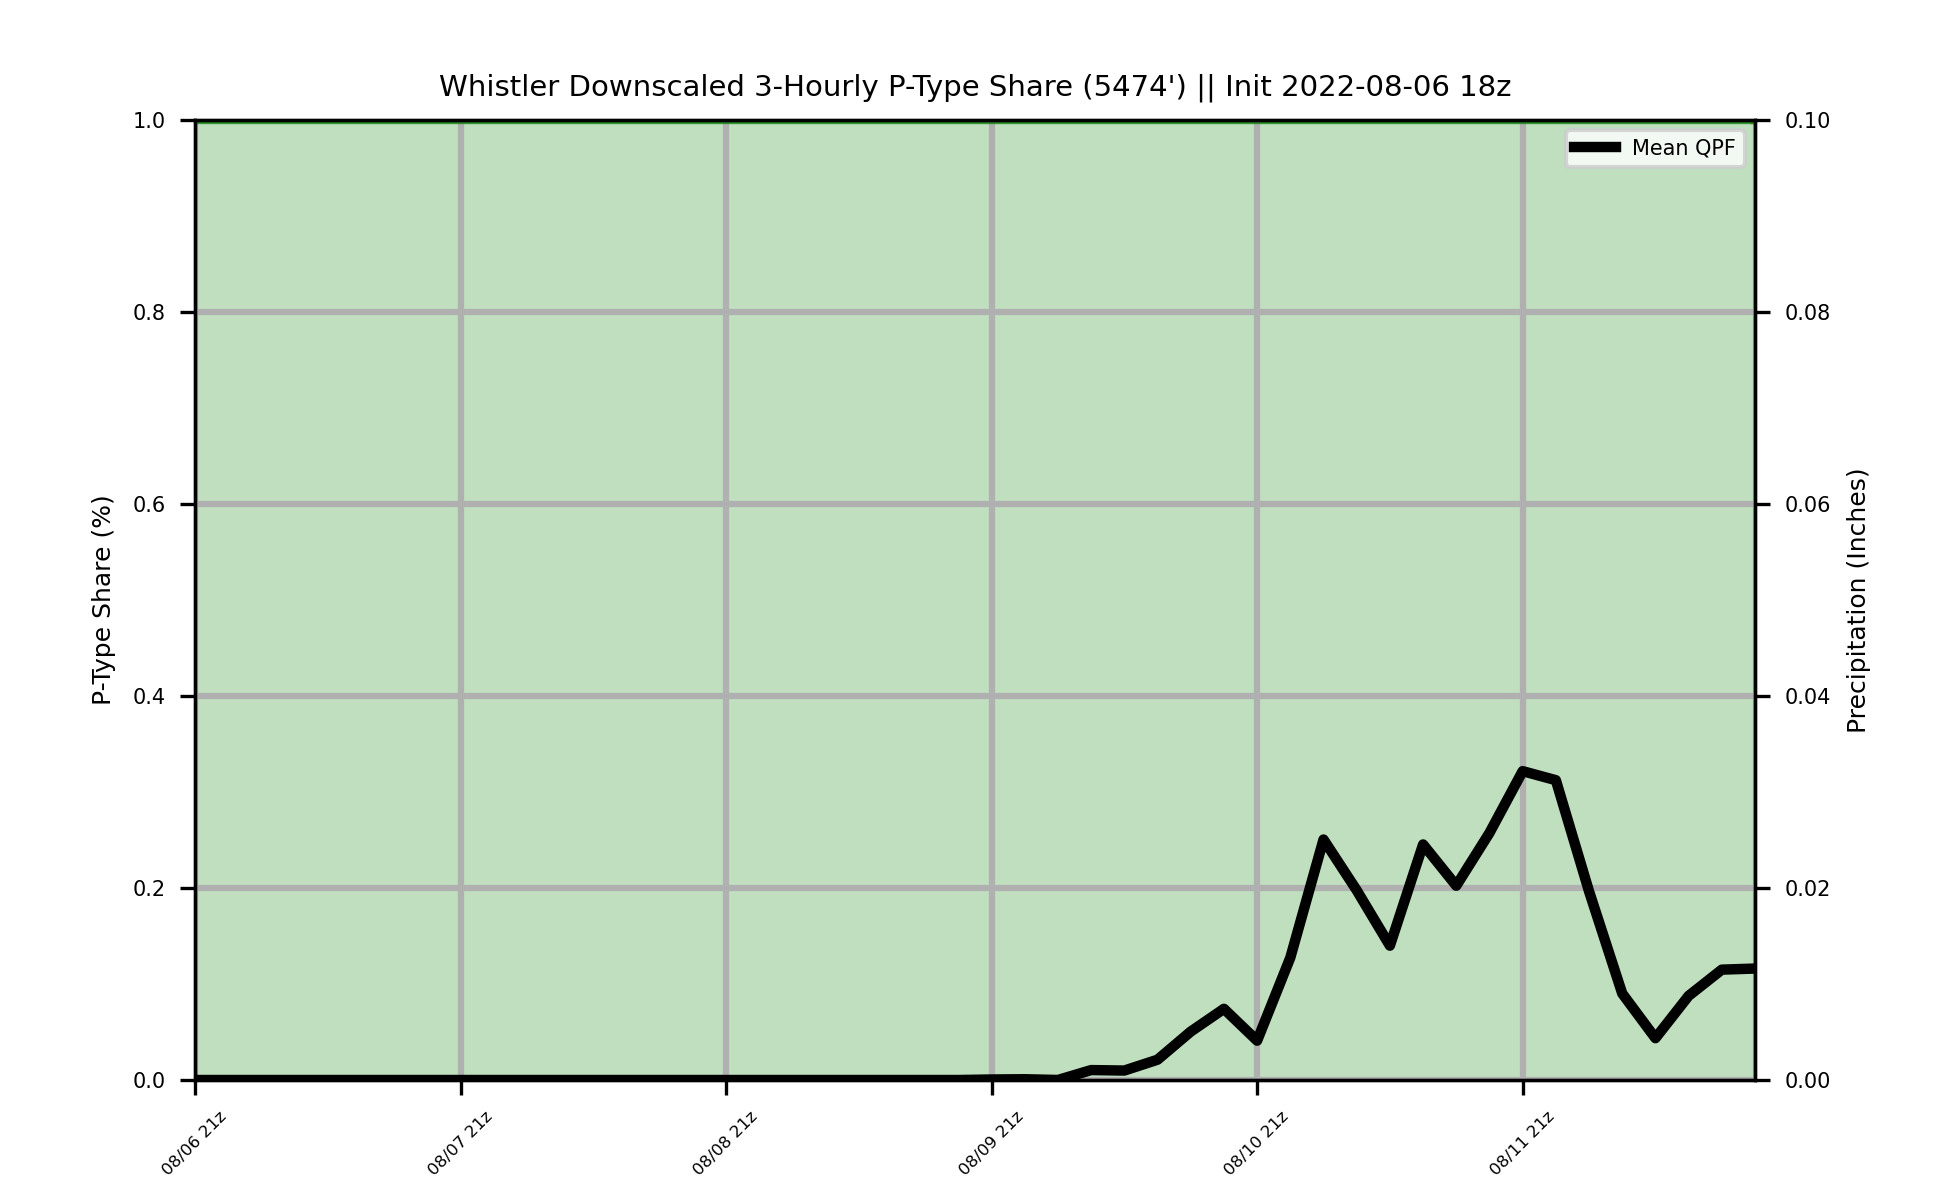 Whistler Downscaled 3-Hourly P-Type Share (5474') || Init 2022-08-06 18z
Mean QPF
P-Type Share (%)
1.0
0.8
0.6
0.4
0.2
0.0
0.10
0.08
0.06
0.04
0.02
0.00
Precipitation (Inches)
08/06 21z
08/07 21z
08/08 21z
08/09 21z
08/10 21z
08/11 21z